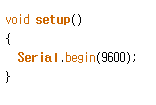 void setup()
{
  Serial.begin(9600);
}